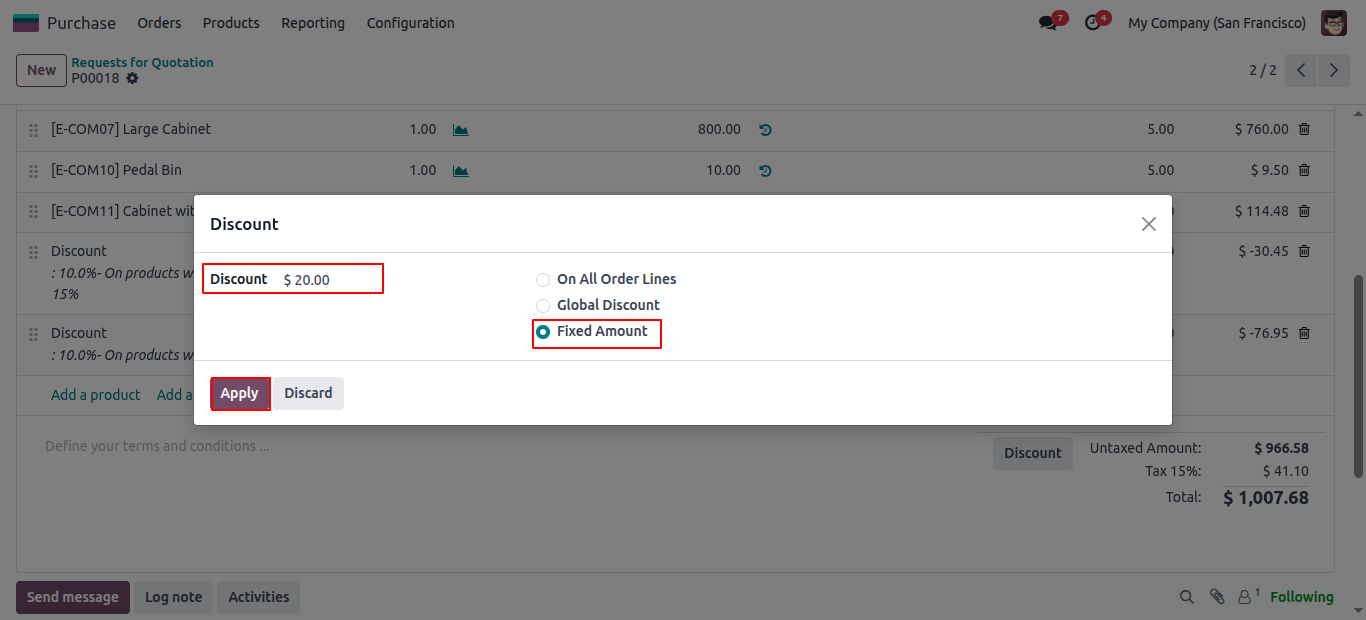 Purchase Orders Products Reporting Configuration 7 4 My Company (San Francisco)
New Requests for Quotation
P00018 2 / 2
[E-COM07] Large Cabinet 1.00 800.00 5.00 $ 760.00
[E-COM10] Pedal Bin 1.00 10.00 5.00 $ 9.50
[E-COM11] Cabinet wit $ 114.48
Discount
Discount $ -30.45
: 10.0%- On products w
15%
Discount $ 20.00
On All Order Lines
Global Discount
Fixed Amount
Discount $ -76.95
: 10.0%- On products w
Apply Discard
Add a product Add a
Define your terms and conditions ...
Discount Untaxed Amount: $ 966.58
Tax 15%: $ 41.10
Total: $ 1,007.68
Send message Log note Activities 1 Following